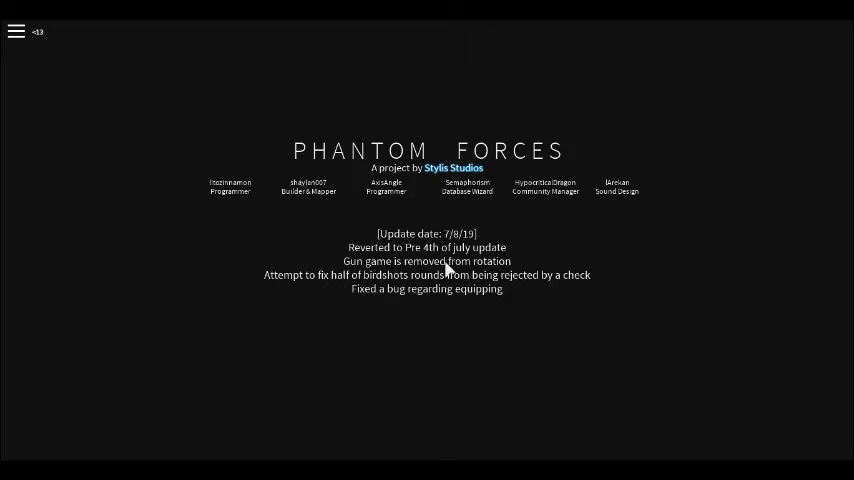 <13
PHANTOM FORCES
A project by Stylis Studios
litozinnamon shaylan007 AxisAngle Semaphorism HypocriticalDragon lArekan
Programmer Builder & Mapper Programmer Database Wizard Community Manager Sound Design
[Update date: 7/8/19]
Reverted to Pre 4th of july update
Gun game is removed from rotation
Attempt to fix half of birdshots rounds from being rejected by a check
Fixed a bug regarding equipping